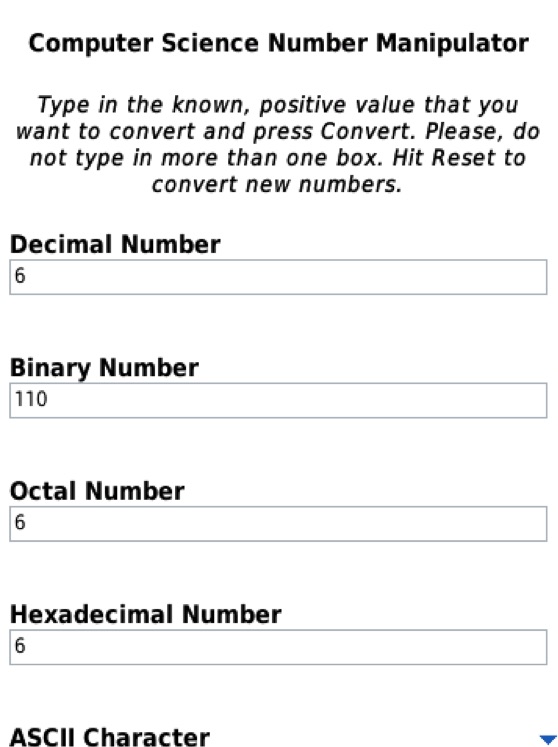 Computer Science Number Manipulator
Type in the known, positive value that you
want to convert and press Convert. Please, do
not type in more than one box. Hit Reset to
convert new numbers.
Decimal Number
6
Binary Number
110
Octal Number
6
Hexadecimal Number
6
ASCII Character